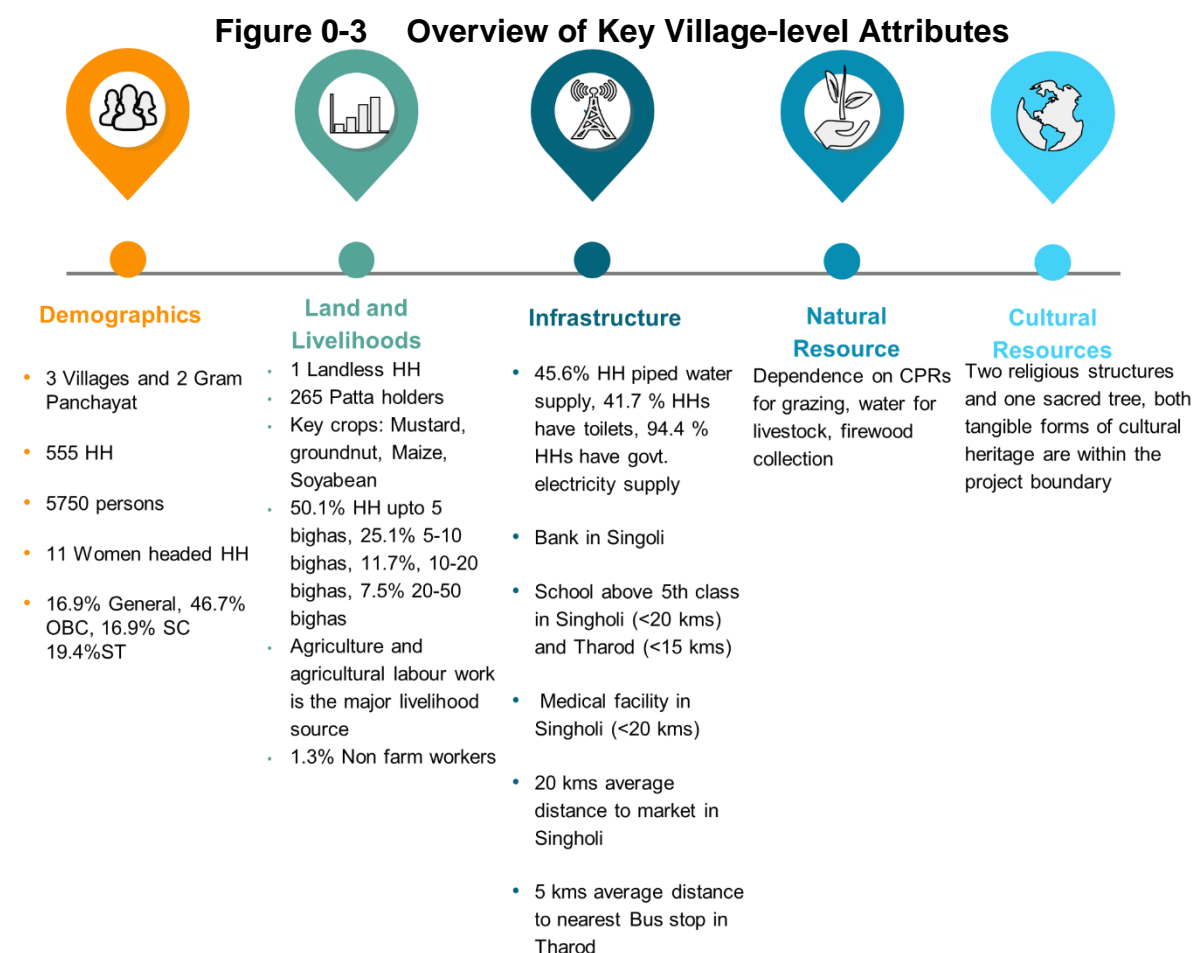 Figure 0-3 Overview of Key Village-level Attributes
Demographics
• 3 Villages and 2 Gram
Panchayat
• 555 HH
• 5750 persons
• 11 Women headed HH
• 16.9% General, 46.7%
OBC, 16.9% SC
19.4%ST
Land and
Livelihoods
• 1 Landless HH
• 265 Patta holders
• Key crops: Mustard,
groundnut, Maize,
Soyabean
• 50.1% HH upto 5
bighas, 25.1% 5-10
bighas, 11.7%, 10-20
bighas, 7.5% 20-50
bighas
• Agriculture and
agricultural labour work
is the major livelihood
source
• 1.3% Non farm workers
Infrastructure
• 45.6% HH piped water
supply, 41.7 % HHs
have toilets, 94.4 %
HHs have govt.
electricity supply
• Bank in Singoli
• School above 5th class
in Singholi (<20 kms)
and Tharod (<15 kms)
• Medical facility in
Singholi (<20 kms)
• 20 kms average
distance to market in
Singholi
• 5 kms average distance
to nearest Bus stop in
Tharod
Natural
Resource
Dependence on CPRs
for grazing, water for
livestock, firewood
collection
Cultural
Resources
Two religious structures
and one sacred tree, both
tangible forms of cultural
heritage are within the
project boundary